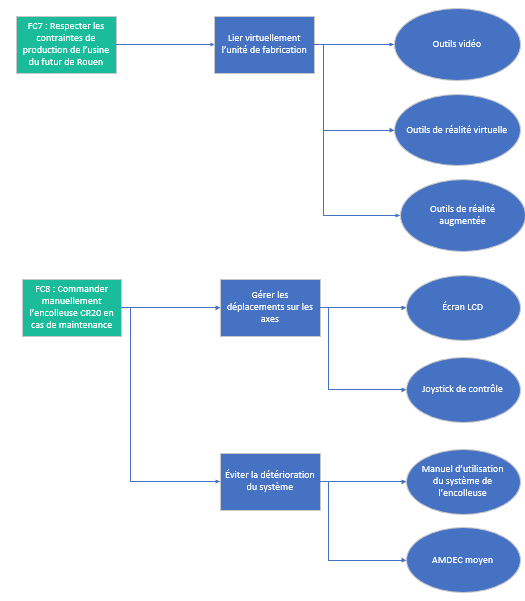 FC7 : Respecter les
contraintes de
production de l'usine
du futur de Rouen
Lier virtuellement
l'unité de fabrication
Outils vidéo
Outils de réalité virtuelle
Outils de réalité
augmentée
FC8 : Commander
manuellement
l'encolleuse CR20 en
cas de maintenance
Gérer les
déplacements sur les
axes
Écran LCD
Joystick de contrôle
Éviter la détérioration
du système
Manuel d'utilisation
du système de
l'encolleuse
AMDEC moyen